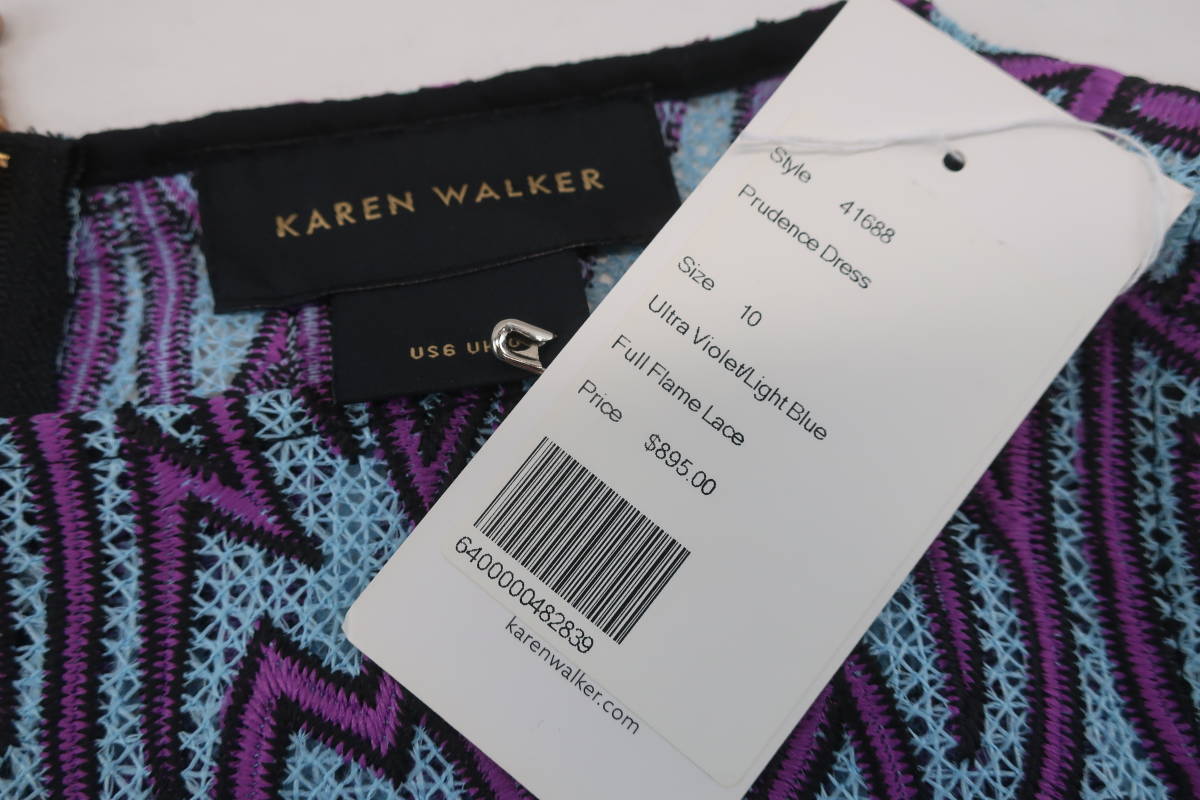 KAREN WALKER
US6
Style 41688
Prudence Dress
Size 10
Ultra Violet/Light Blue
Full Flame Lace
Price $895.00
6400000482839
karenwalker.com